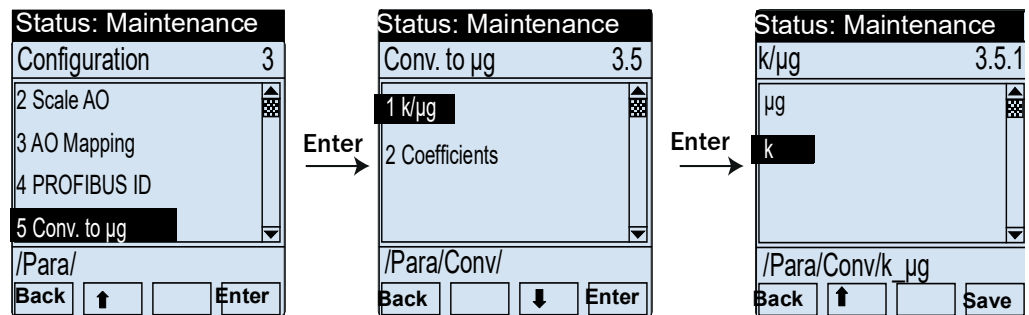 Status: Maintenance
Configuration 3
2 Scale AO
3 AO Mapping
4 PROFIBUS ID
5 Conv. to µg
/Para/
Back Enter
Enter
Status: Maintenance
Conv. to µg 3.5
1 k/µg
2 Coefficients
/Para/Conv/
Back Enter
Enter
Status: Maintenance
k/µg 3.5.1
µg
k
/Para/Conv/k_µg
Back Save